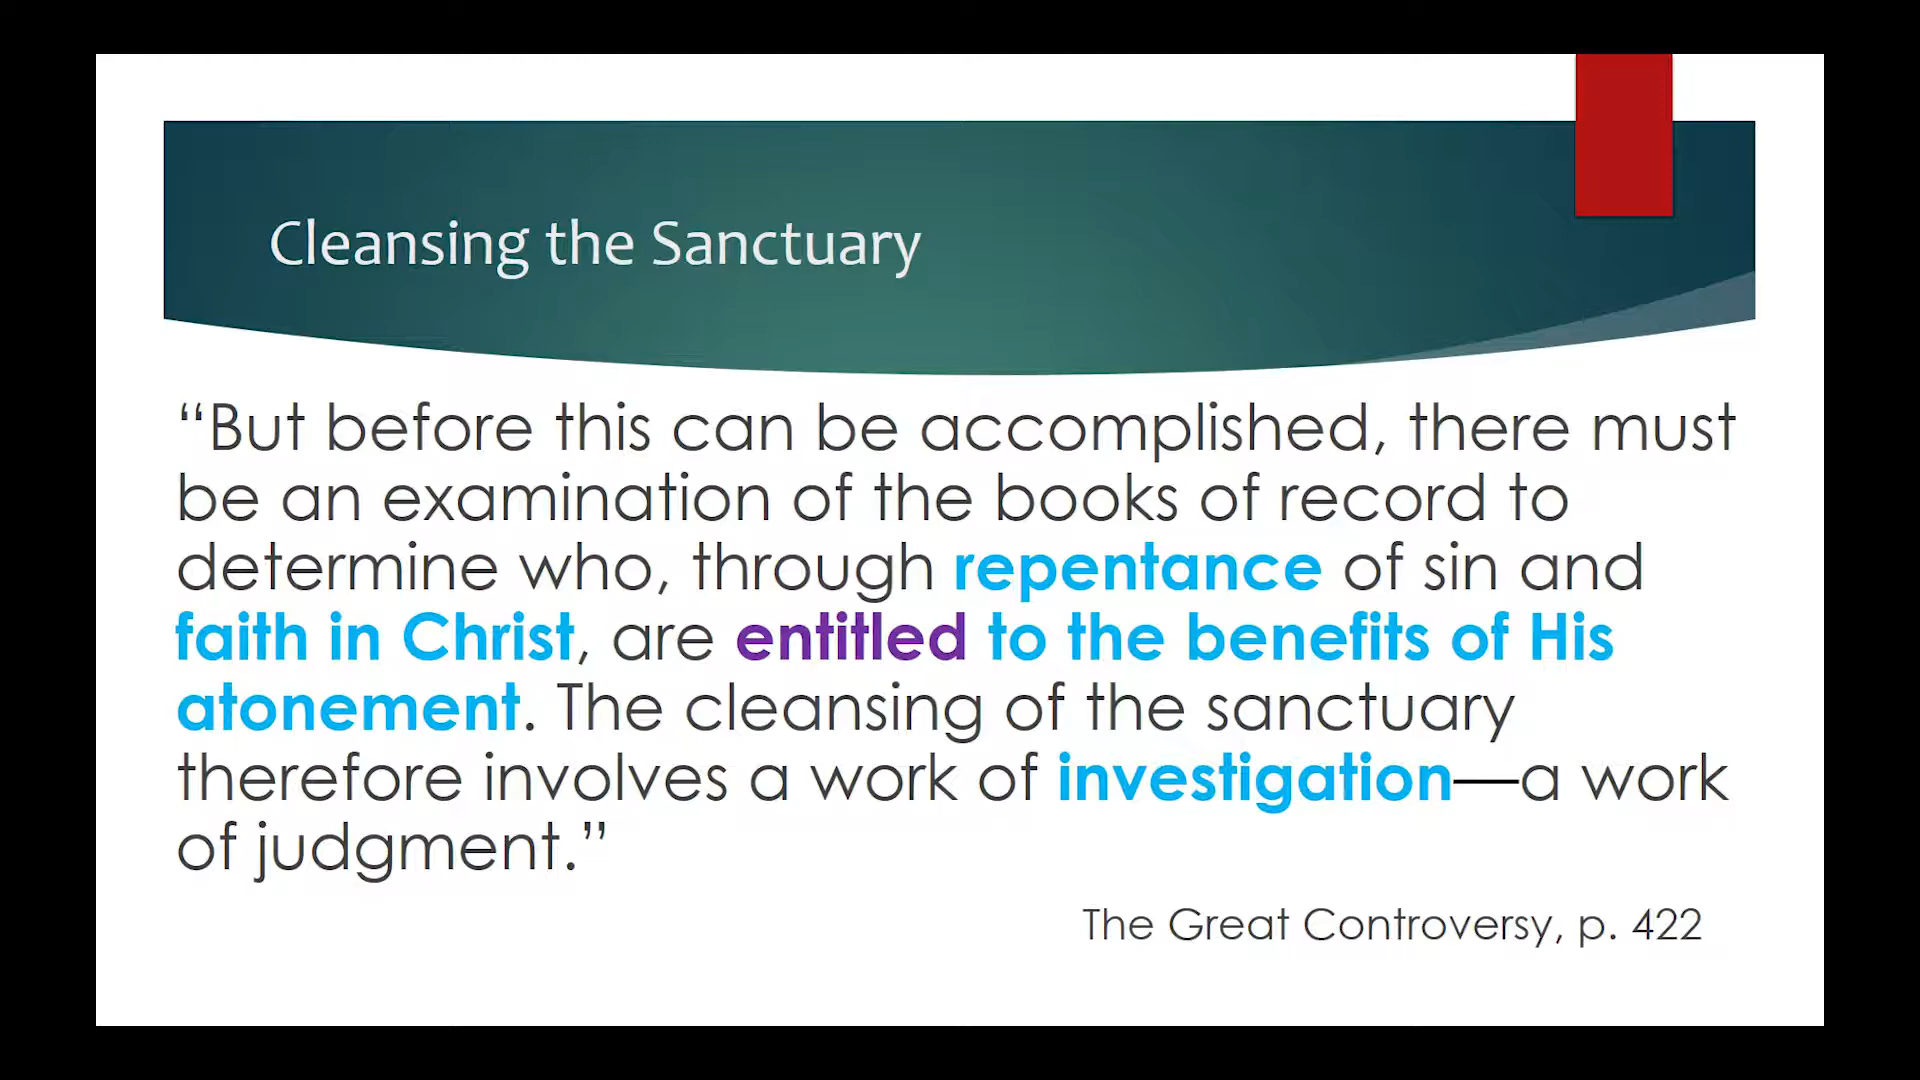 Cleansing the Sanctuary
“But before this can be accomplished, there must
be an examination of the books of record to
determine who, through repentance of sin and
faith in Christ, are entitled to the benefits of His
atonement. The cleansing of the sanctuary
therefore involves a work of investigation—a work
of judgment.”
The Great Controversy, p. 422